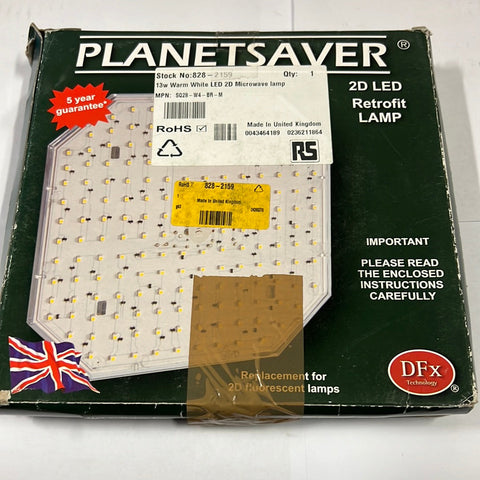 PLANETSAVER ®
Stock No:828-2159 Qty: 1
13w Warm White LED 2D Microwave lamp
MPN: SQ28-W4-BR-M
RoHS
Made In United Kingdom
0043464189 0236211864
RS
5 year
guarantee*
2D LED
Retrofit
LAMP
RoHS
828-2159
1
Made in United Kingdom
IMPORTANT
PLEASE READ
THE ENCLOSED
INSTRUCTIONS
CAREFULLY
Replacement for
2D fluorescent lamps
DFx
Technology
®